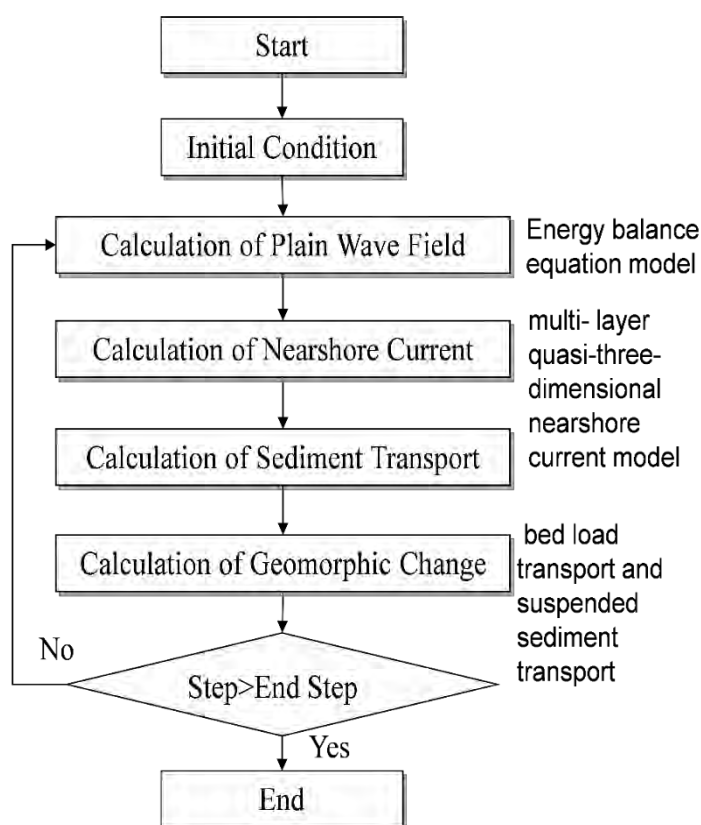 Start
Initial Condition
Calculation of Plain Wave Field
Energy balance
equation model
Calculation of Nearshore Current
multi- layer
quasi-three-
dimensional
nearshore
current model
Calculation of Sediment Transport
Calculation of Geomorphic Change
bed load
transport and
suspended
sediment
transport
No
Step>End Step
Yes
End